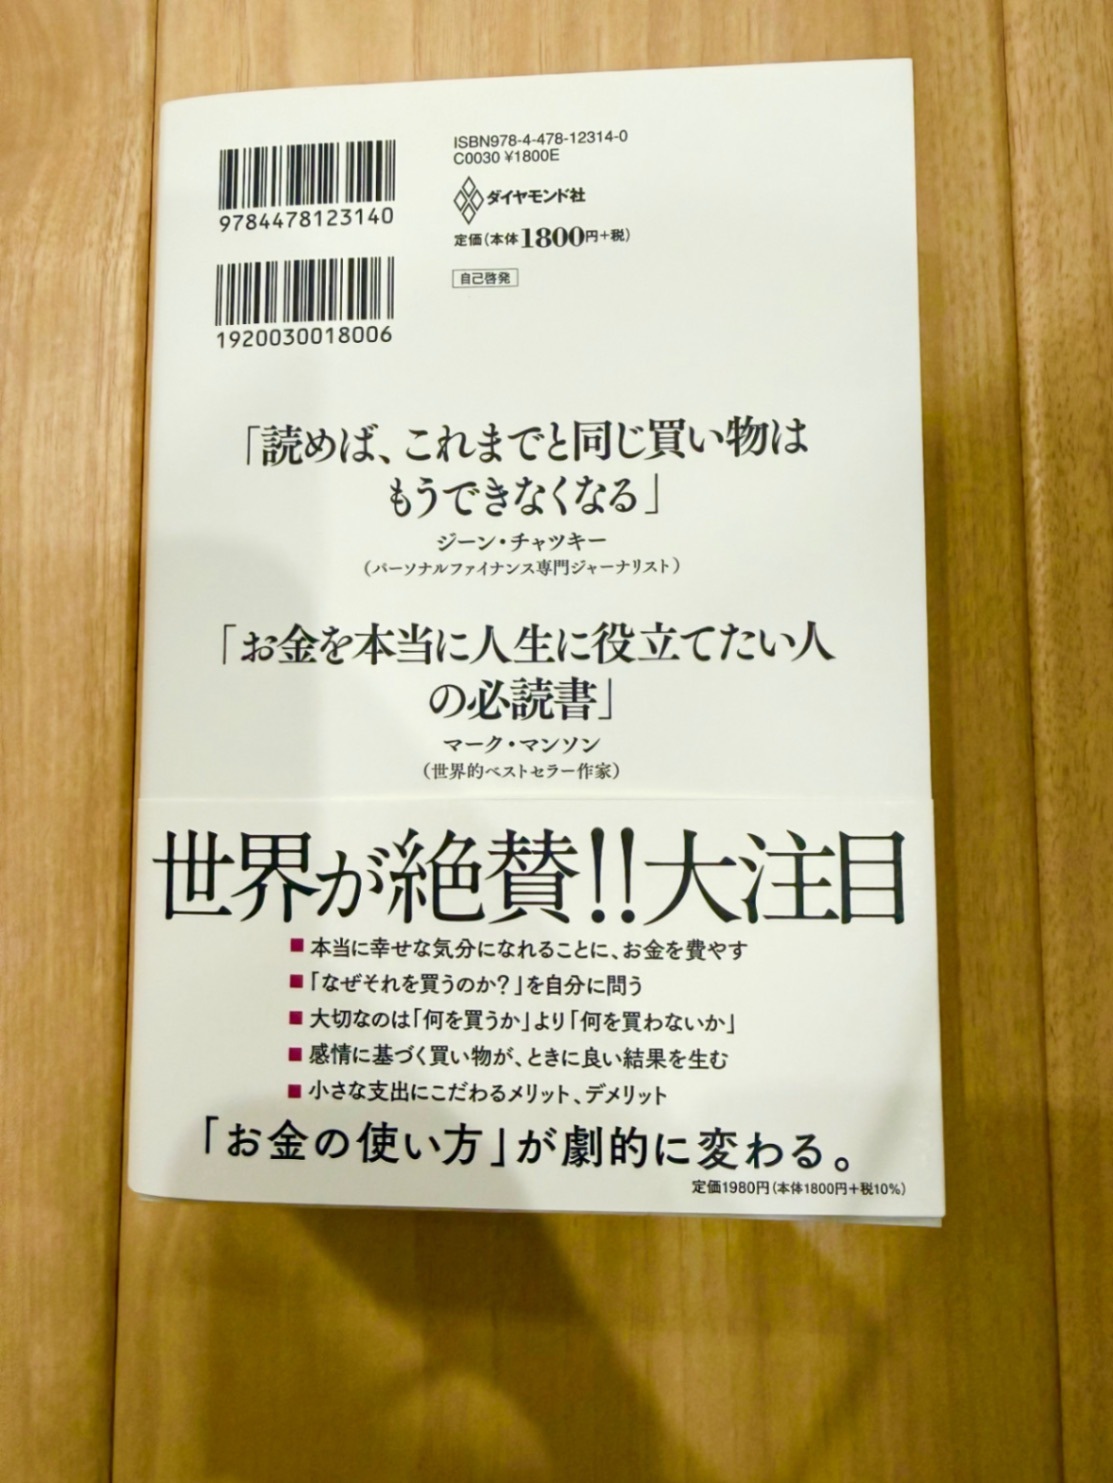 9784478123140
1920030018006
ISBN978-4-478-12314-0
C0030 ¥1800E
ダイヤモンド社
定価(本体1800円+税)
自己啓発
「読めば、これまでと同じ買い物は
もうできなくなる」
ジーン・チャツキー
(パーソナルファイナンス専門ジャーナリスト)
「お金を本当に人生に役立てたい人
の必読書」
マーク・マンソン
(世界的ベストセラー作家)
世界が絶賛!!大注目
■ 本当に幸せな気分になれることに、お金を費やす
■ 「なぜそれを買うのか?」を自分に問う
■ 大切なのは「何を買うか」より「何を買わないか」
■ 感情に基づく買い物が、ときに良い結果を生む
■ 小さな支出にこだわるメリット、デメリット
「お金の使い方」が劇的に変わる。
定価1980円(本体1800円+税10%)